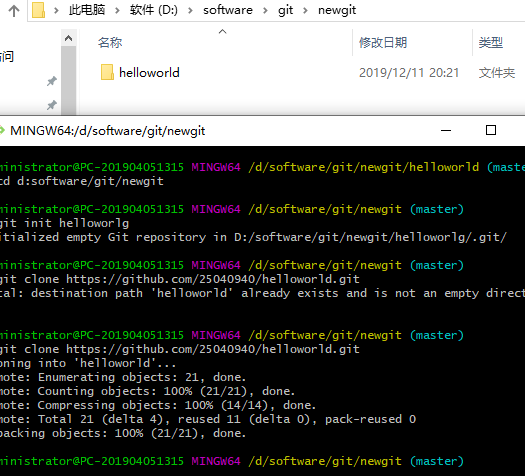 此电脑 > 软件 (D:) > software > git > newgit
名称 修改日期 类型
访问
helloworld 2019/12/11 20:21 文件夹
MINGW64:/d/software/git/newgit
ministrator@PC-201904051315 MINGW64 /d/software/git/newgit/helloworld (maste
cd d:software/git/newgit
ministrator@PC-201904051315 MINGW64 /d/software/git/newgit (master)
git init helloworlg
itialized empty Git repository in D:/software/git/newgit/helloworlg/.git/
ministrator@PC-201904051315 MINGW64 /d/software/git/newgit (master)
git clone https://github.com/25040940/helloworld.git
tal: destination path 'helloworld' already exists and is not an empty direct
ministrator@PC-201904051315 MINGW64 /d/software/git/newgit (master)
git clone https://github.com/25040940/helloworld.git
oning into 'helloworld'...
mote: Enumerating objects: 21, done.
mote: Counting objects: 100% (21/21), done.
mote: Compressing objects: 100% (14/14), done.
mote: Total 21 (delta 4), reused 11 (delta 0), pack-reused 0
packing objects: 100% (21/21), done.
ministrator@PC-201904051315 MINGW64 /d/software/git/newgit (master)